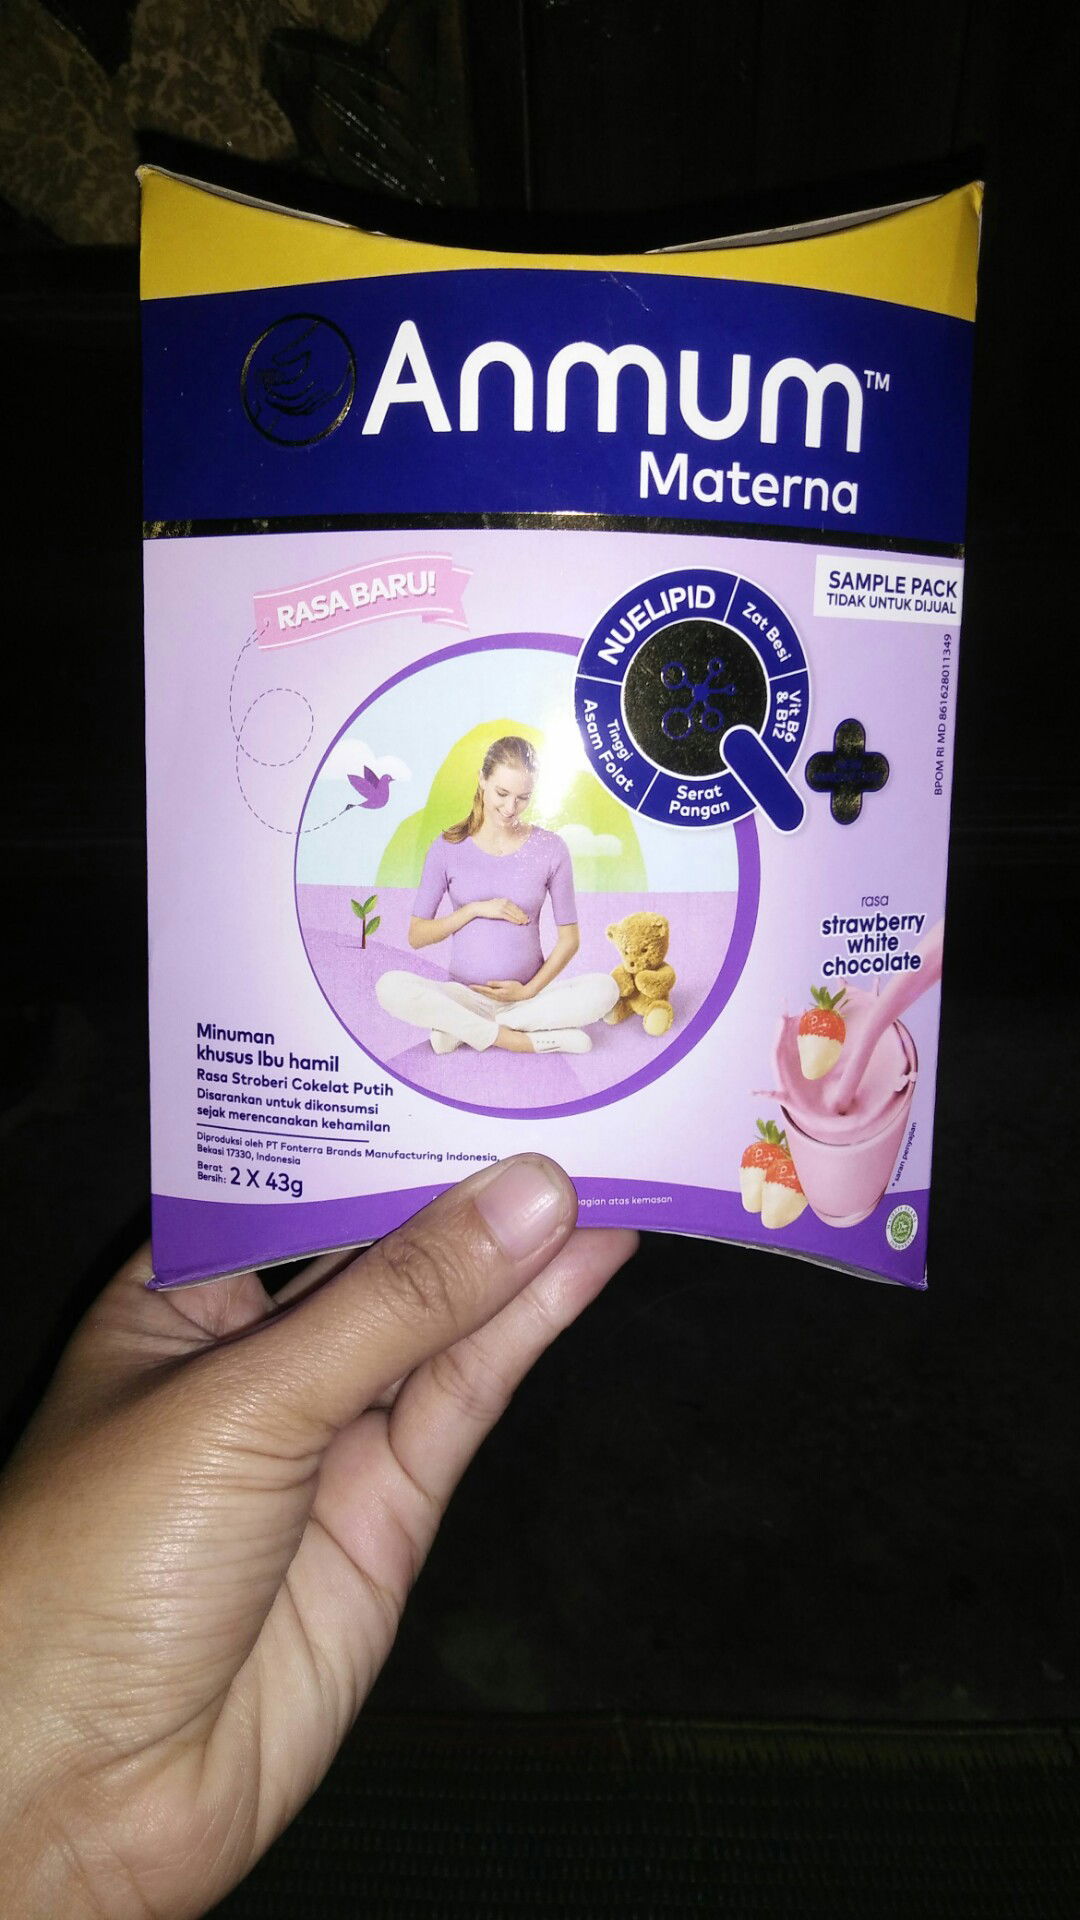 Anmum™
Materna
RASA BARU!
NUELIPID
Zat Besi
Vit B6
& B12
Serat
Pangan
Tinggi
Asam Folat
SAMPLE PACK
TIDAK UNTUK DIJUAL
BPOM RI MD 861628011349
rasa
strawberry
white
chocolate
Minuman
khusus Ibu hamil
Rasa Stroberi Cokelat Putih
Disarankan untuk dikonsumsi
sejak merencanakan kehamilan
Diproduksi oleh PT Fonterra Brands Manufacturing Indonesia,
Bekasi 17330, Indonesia
Berat
Bersih: 2 X 43g
atas kemasan
* saran penyajian